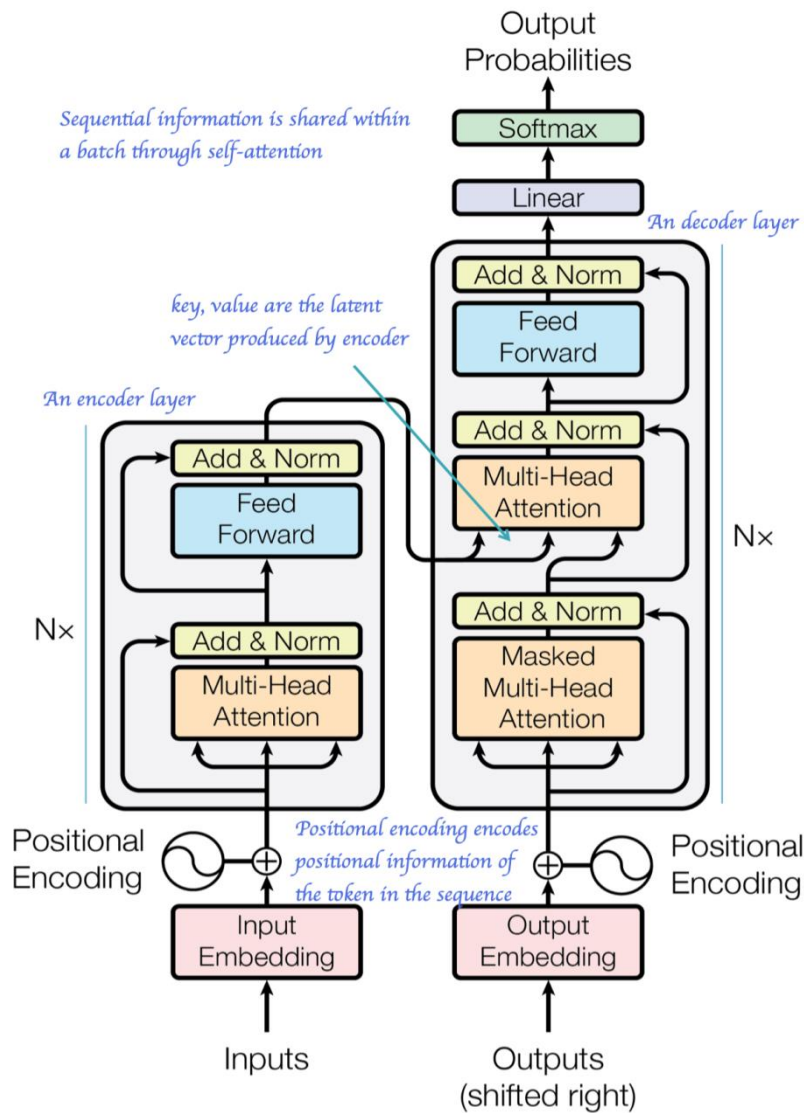 Output
Probabilities
Sequential information is shared within
a batch through self-attention
Softmax
Linear
An decoder layer
Add & Norm
Feed
Forward
key, value are the latent
vector produced by encoder
An encoder layer
Add & Norm
Multi-Head
Attention
Add & Norm
Feed
Forward
Nx
Add & Norm
Masked
Multi-Head
Attention
Nx
Add & Norm
Multi-Head
Attention
Positional
Encoding
Positional encoding encodes
positional information of
the token in the sequence
Positional
Encoding
Input
Embedding
Output
Embedding
Inputs
Outputs
(shifted right)